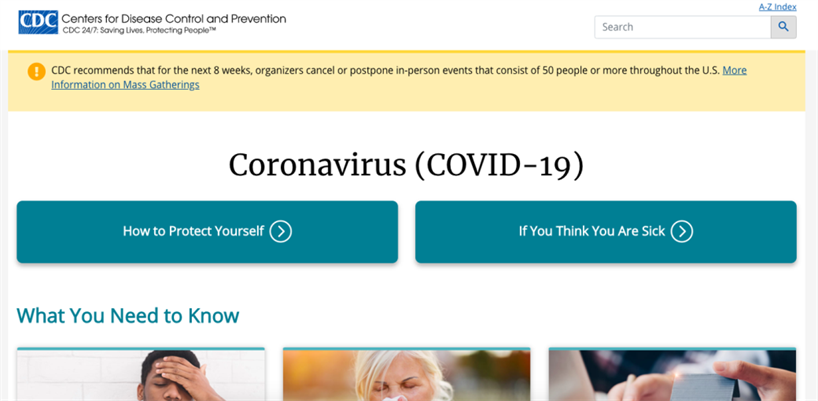 A-Z Index
CDC
Centers for Disease Control and Prevention
CDC 24/7: Saving Lives, Protecting People™
Search
CDC recommends that for the next 8 weeks, organizers cancel or postpone in-person events that consist of 50 people or more throughout the U.S. More
Information on Mass Gatherings
Coronavirus (COVID-19)
How to Protect Yourself
If You Think You Are Sick
What You Need to Know